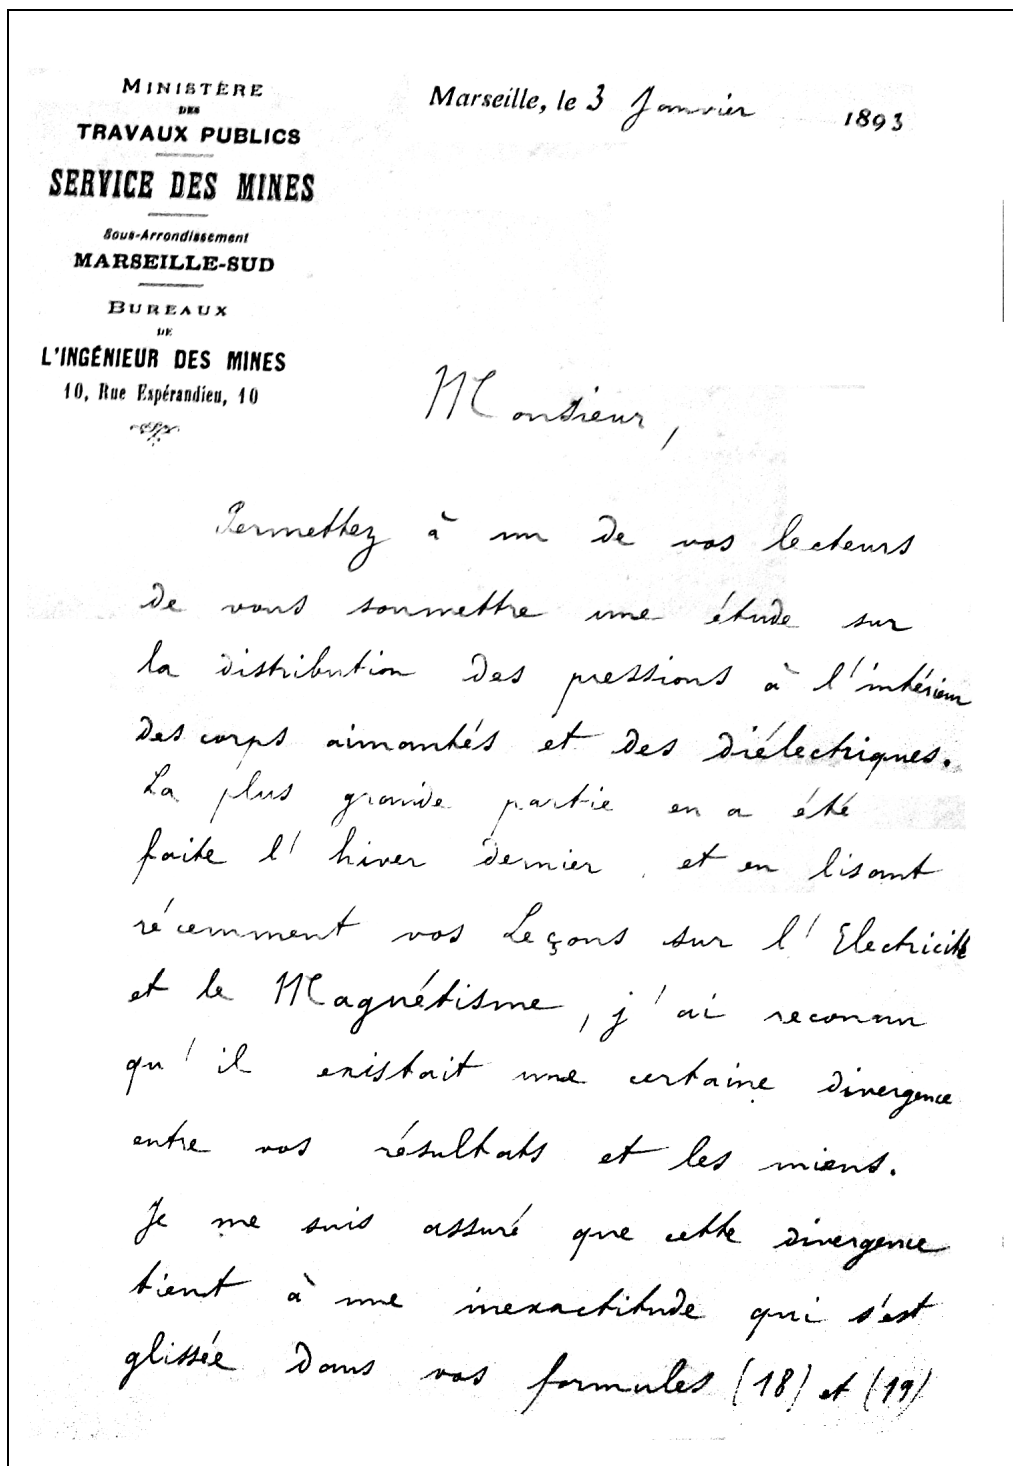 MINISTÈRE
DES
TRAVAUX PUBLICS
SERVICE DES MINES
Sous-Arrondissement
MARSEILLE-SUD
BUREAUX
DE
L'INGÉNIEUR DES MINES
10, Rue Espérandieu, 10
Marseille, le 3 Janvier 1893
Monsieur,
Permettez à un de vos lecteurs
de vous soumettre une étude sur
la distribution des pressions à l'intérieur
des corps aimantés et des diélectriques.
La plus grande partie en a été
faite l'hiver dernier, et en lisant
récemment vos Leçons sur l'Electricité
et le Magnétisme, j'ai reconnu
qu'il existait une certaine divergence
entre vos résultats et les miens.
Je me suis assuré que cette divergence
tient à une inexactitude qui s'est
glissée dans vos formules (18) et (19)